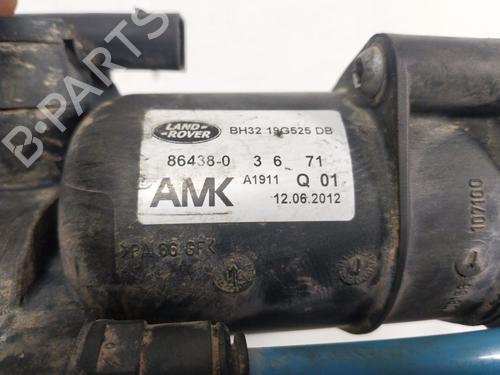 LAND ROVER
BH32 19G525 DB
86438-0 3 6 71
AMK A1911 Q 01
12.06.2012
>PA 66 GF<
107100